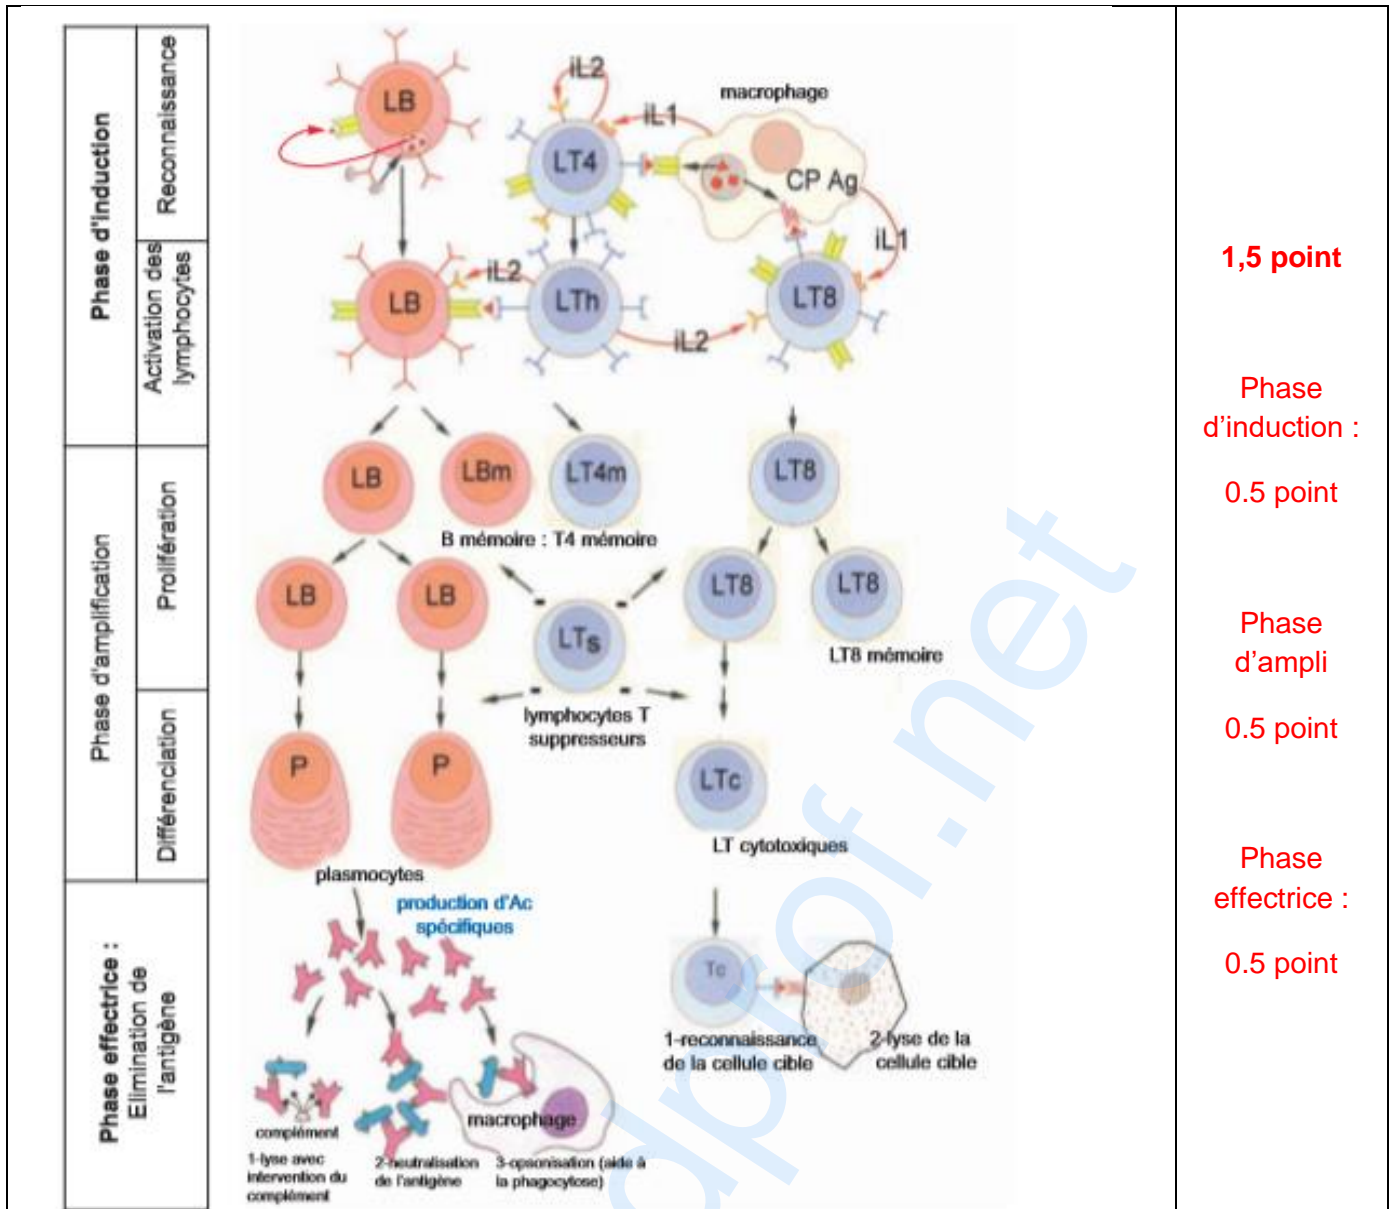 Phase d'induction
Reconnaissance
Activation des
lymphocytes
LB
iL2
iL1
macrophage
LT4
CP Ag
iL1
LB
iL2
LTh
iL2
LT8
Phase d'amplification
Prolifération
Différenciation
LB
LBm
LT4m
LT8
B mémoire : T4 mémoire
LB
LB
LTs
LT8
LT8
LT8 mémoire
lymphocytes T
suppresseurs
P
P
LTc
LT cytotoxiques
plasmocytes
production d'Ac
spécifiques
Phase effectrice :
Elimination de
l'antigène
Tc
1-reconnaissance
de la cellule cible
2-lyse de la
cellule cible
complément
macrophage
1-lyse avec
intervention du
complément
2-neutralisation
de l'antigène
3-opsonisation (aide à
la phagocytose)
1,5 point
Phase
d'induction :
0.5 point
Phase
d'ampli
0.5 point
Phase
effectrice :
0.5 point
dprof.net